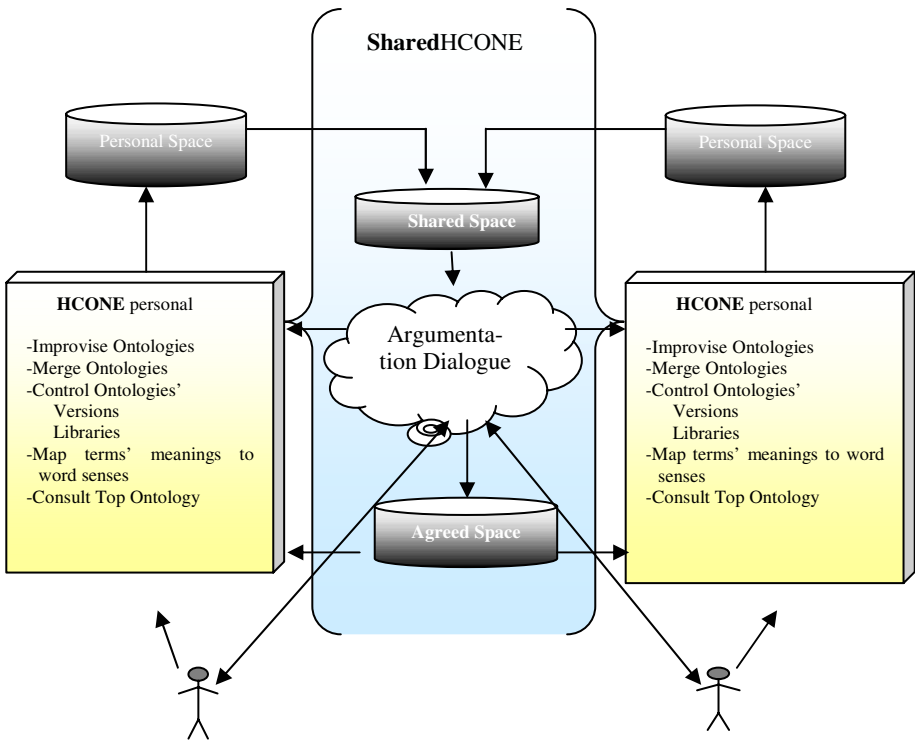 SharedHCONE
Personal Space
Personal Space
Shared Space
HCONE personal
-Improvise Ontologies
-Merge Ontologies
-Control Ontologies’
Versions
Libraries
-Map terms’ meanings to
word senses
-Consult Top Ontology
Argumenta-
tion Dialogue
Agreed Space
HCONE personal
-Improvise Ontologies
-Merge Ontologies
-Control Ontologies’
Versions
Libraries
-Map terms’ meanings to word
senses
-Consult Top Ontology